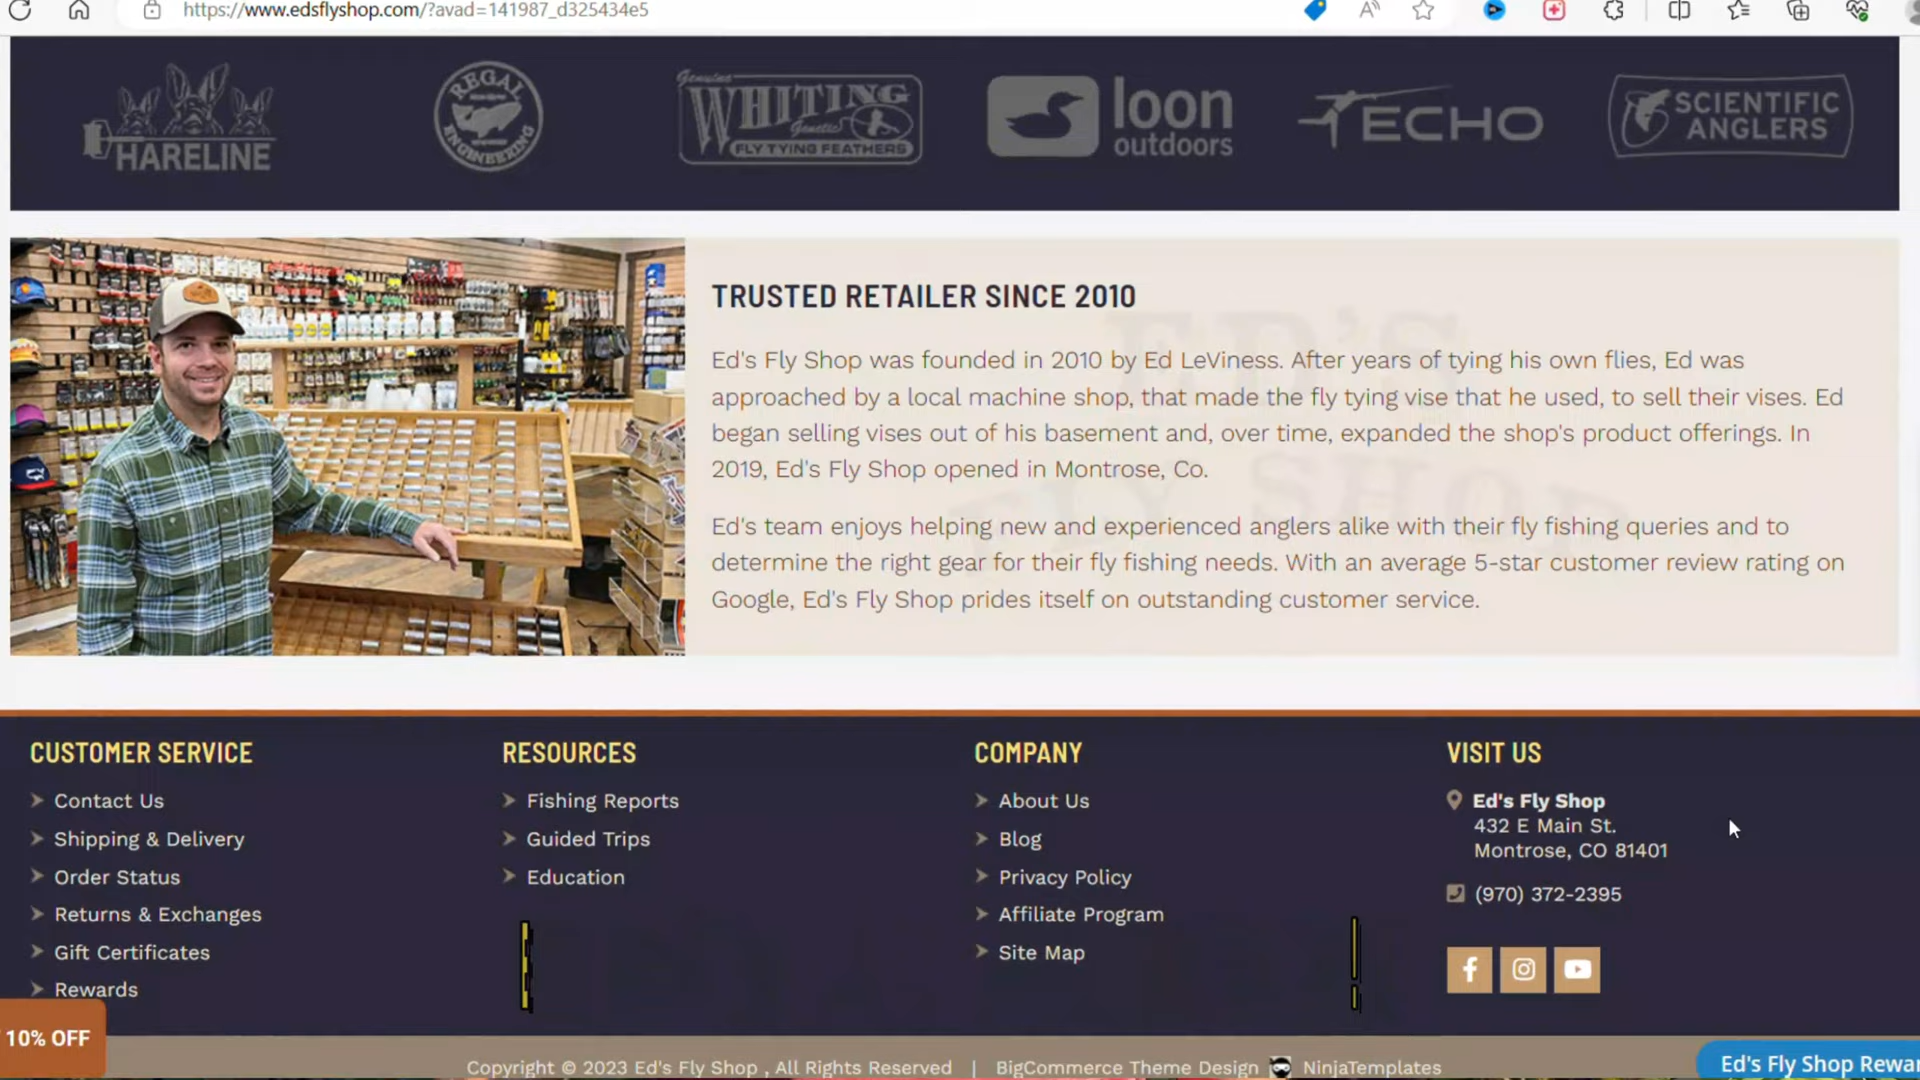 https://www.edsflyshop.com/?avad=141987_d325434e5
HARELINE
REGAL ENGINEERING
Genuine WHITING Genetic FLY TYING FEATHERS
loon outdoors
ECHO
SCIENTIFIC ANGLERS
TRUSTED RETAILER SINCE 2010
Ed's Fly Shop was founded in 2010 by Ed LeViness. After years of tying his own flies, Ed was
approached by a local machine shop, that made the fly tying vise that he used, to sell their vises. Ed
began selling vises out of his basement and, over time, expanded the shop's product offerings. In
2019, Ed's Fly Shop opened in Montrose, Co.
Ed's team enjoys helping new and experienced anglers alike with their fly fishing queries and to
determine the right gear for their fly fishing needs. With an average 5-star customer review rating on
Google, Ed's Fly Shop prides itself on outstanding customer service.
ED'S
FLY SHOP
CUSTOMER SERVICE
Contact Us
Shipping & Delivery
Order Status
Returns & Exchanges
Gift Certificates
Rewards
RESOURCES
Fishing Reports
Guided Trips
Education
COMPANY
About Us
Blog
Privacy Policy
Affiliate Program
Site Map
VISIT US
Ed's Fly Shop
432 E Main St.
Montrose, CO 81401
(970) 372-2395
10% OFF
Copyright © 2023 Ed's Fly Shop , All Rights Reserved | BigCommerce Theme Design NinjaTemplates
Ed's Fly Shop Rewar